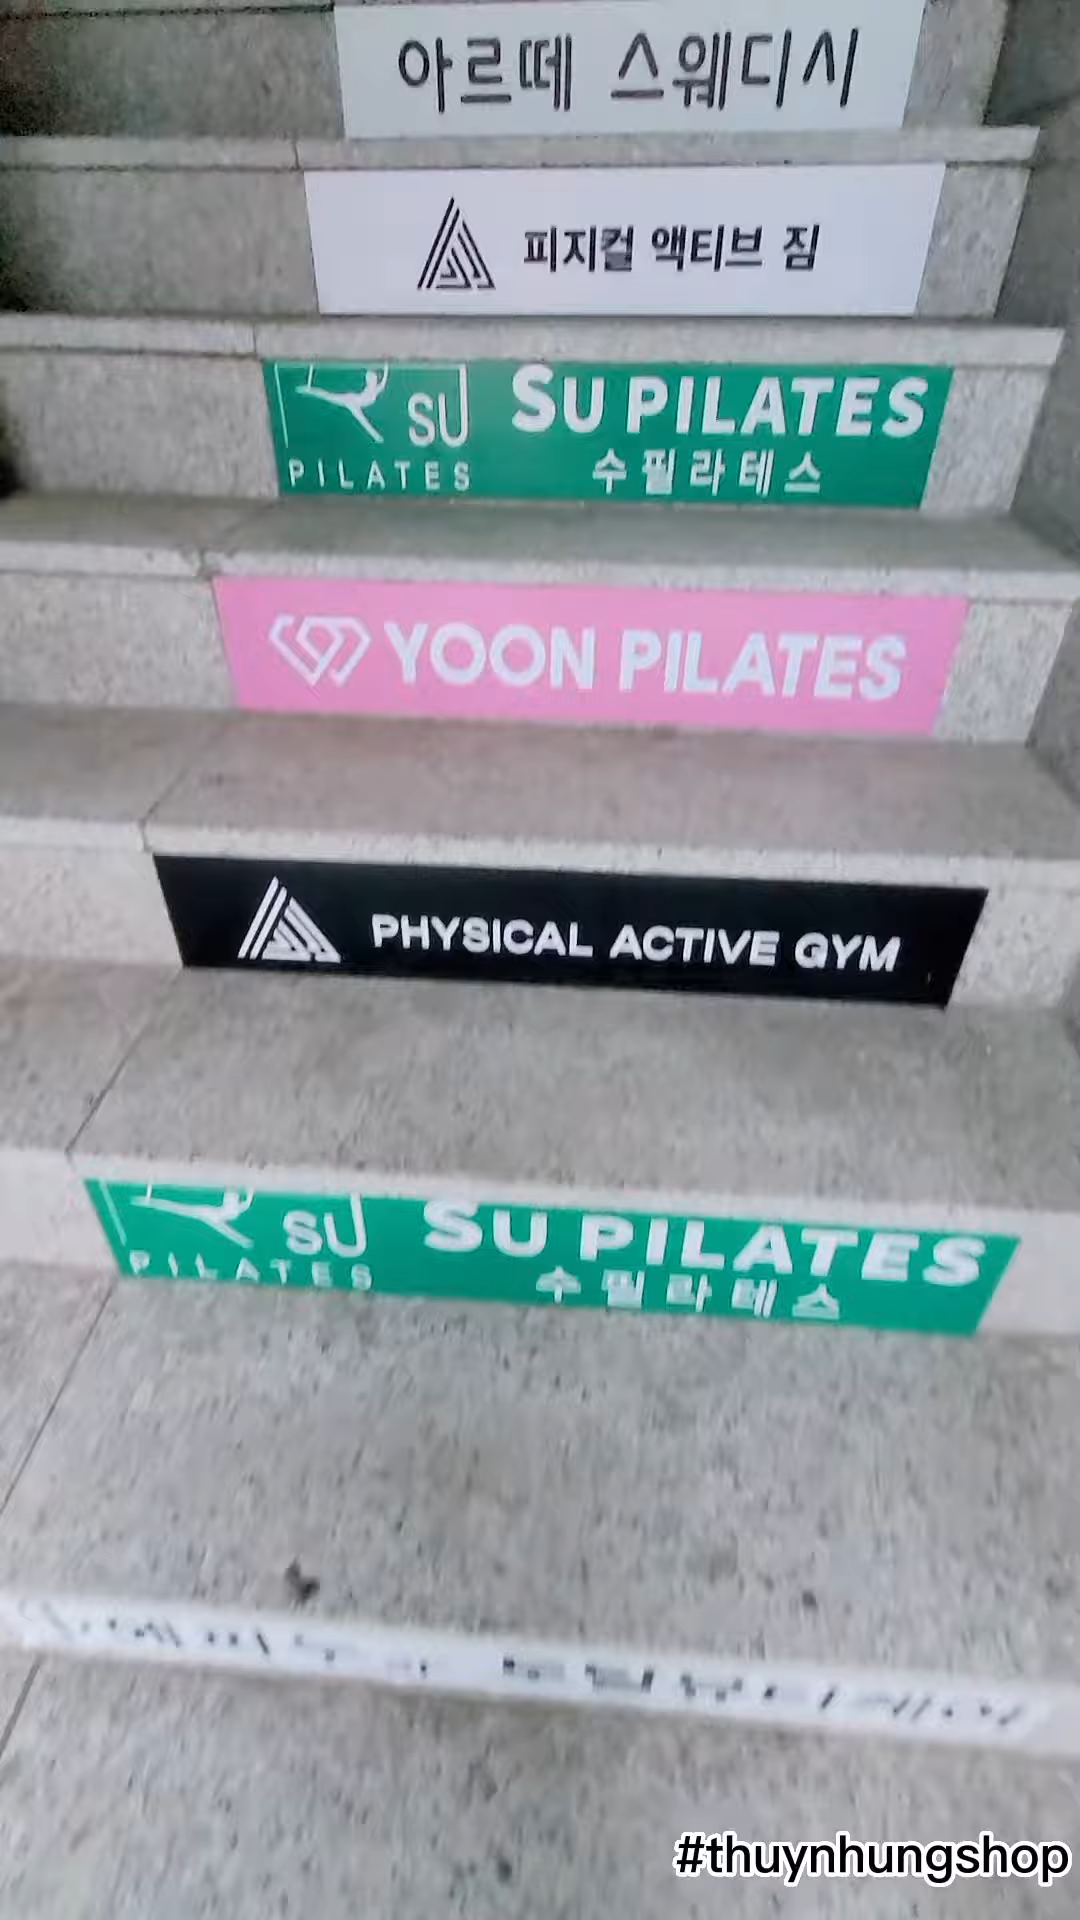 아르떼 스웨디시
피지컬 액티브 짐
SU
PILATES
SU PILATES
수필라테스
YOON PILATES
PHYSICAL ACTIVE GYM
SU
PILATES
SU PILATES
수필라테스
#thuynhungshop